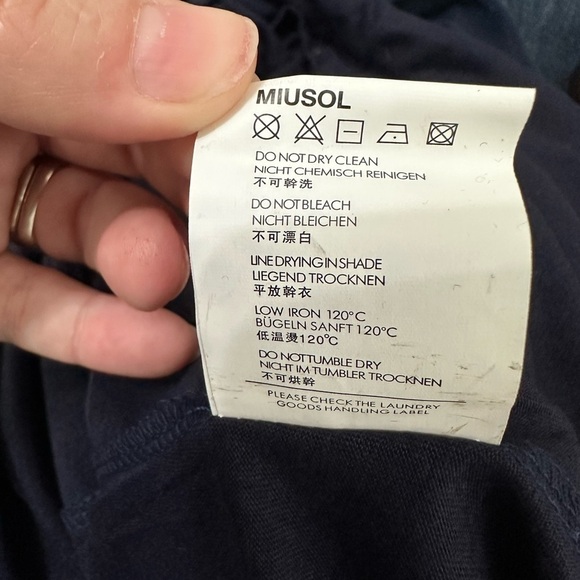 MIUSOL
DO NOT DRY CLEAN
NICHT CHEMISCH REINIGEN
不可幹洗
DO NOT BLEACH
NICHT BLEICHEN
不可漂白
LINE DRYING IN SHADE
LIEGEND TROCKNEN
平放幹衣
LOW IRON 120°C
BÜGELN SANFT 120°C
低温燙120°C
DO NOT TUMBLE DRY
NICHT IM TUMBLER TROCKNEN
不可烘幹
PLEASE CHECK THE LAUNDRY
GOODS HANDLING LABEL